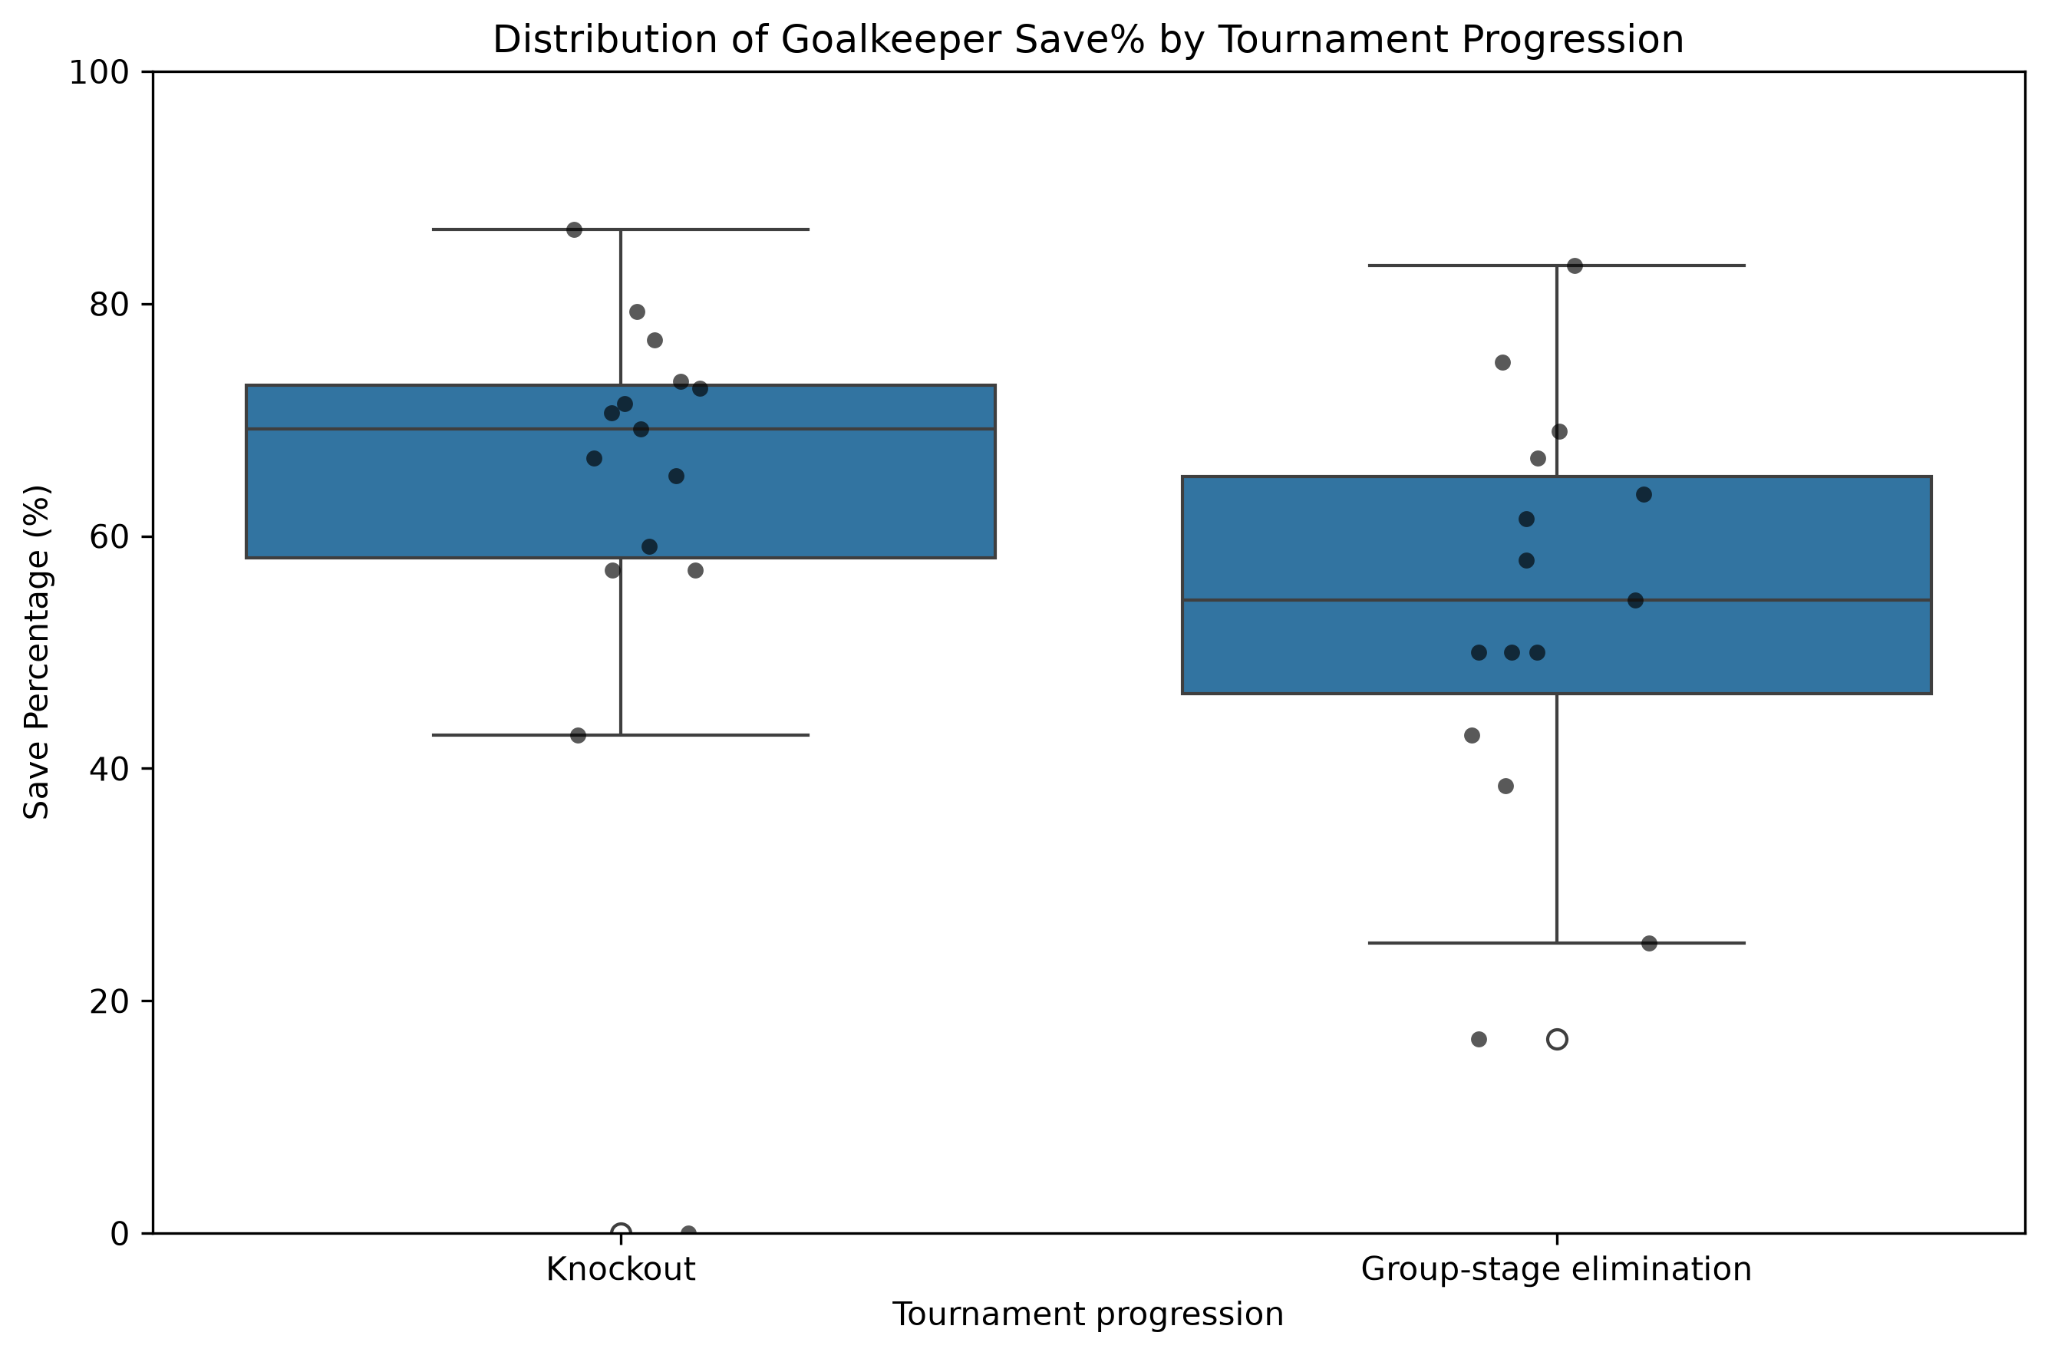 Distribution of Goalkeeper Save% by Tournament Progression
100
80
60
40
20
0
Save Percentage (%)
Knockout
Group-stage elimination
Tournament progression